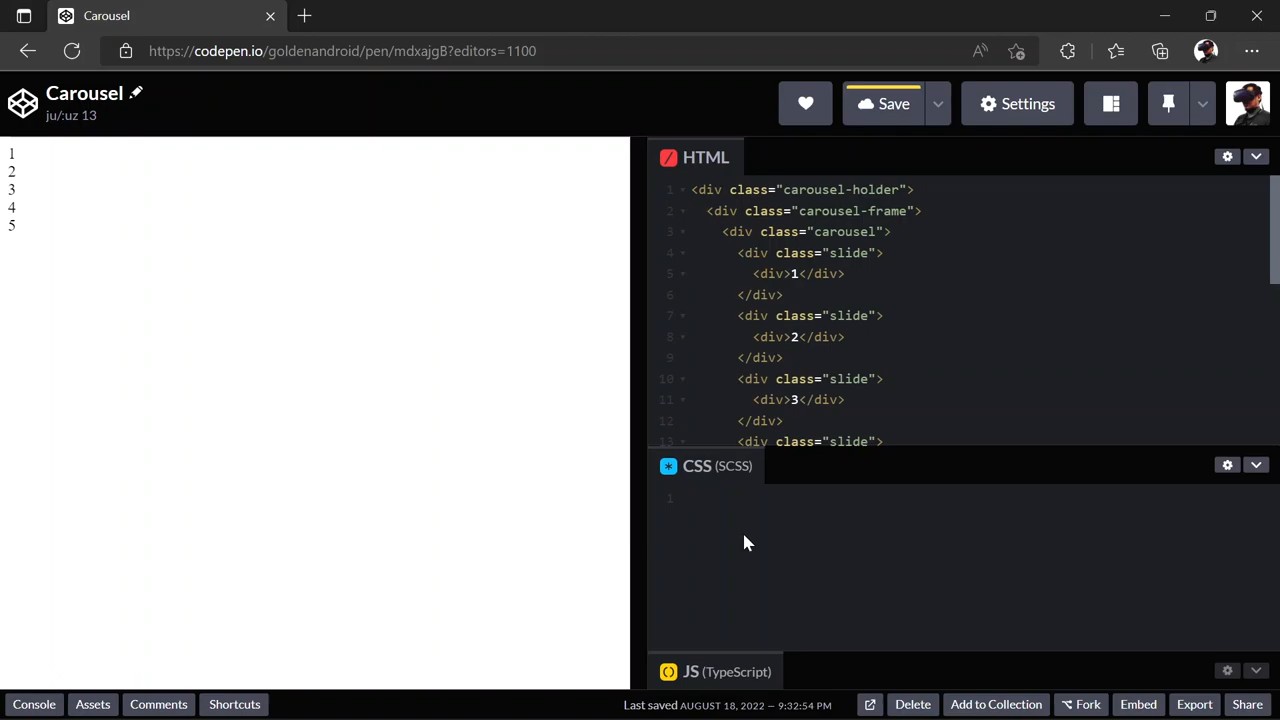 Carousel
https://codepen.io/goldenandroid/pen/mdxajgB?editors=1100
Carousel
ju/:uz 13
Save
Settings
1
2
3
4
5
HTML
1 <div class="carousel-holder">
2 <div class="carousel-frame">
3 <div class="carousel">
4 <div class="slide">
5 <div>1</div>
6 </div>
7 <div class="slide">
8 <div>2</div>
9 </div>
10 <div class="slide">
11 <div>3</div>
12 </div>
13 <div class="slide">
CSS (SCSS)
1
JS (TypeScript)
Console Assets Comments Shortcuts Last saved AUGUST 18, 2022 — 9:32:54 PM Delete Add to Collection Fork Embed Export Share